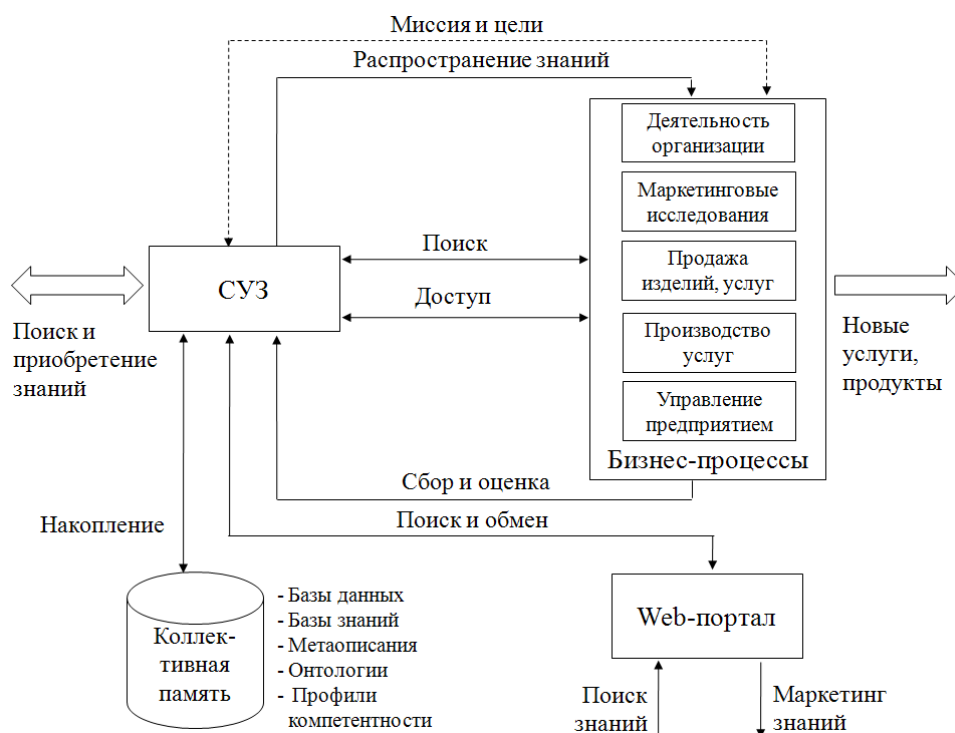 Миссия и цели
Распространение знаний
Деятельность
организации
Маркетинговые
исследования
Поиск
Продажа
изделий, услуг
СУЗ
Доступ
Поиск и
приобретение
знаний
Производство
услуг
Новые
услуги,
продукты
Управление
предприятием
Бизнес-процессы
Сбор и оценка
Накопление
Поиск и обмен
Коллек-
тивная
память
- Базы данных
- Базы знаний
- Метаописания
- Онтологии
- Профили
компетентности
Web-портал
Поиск
знаний
Маркетинг
знаний